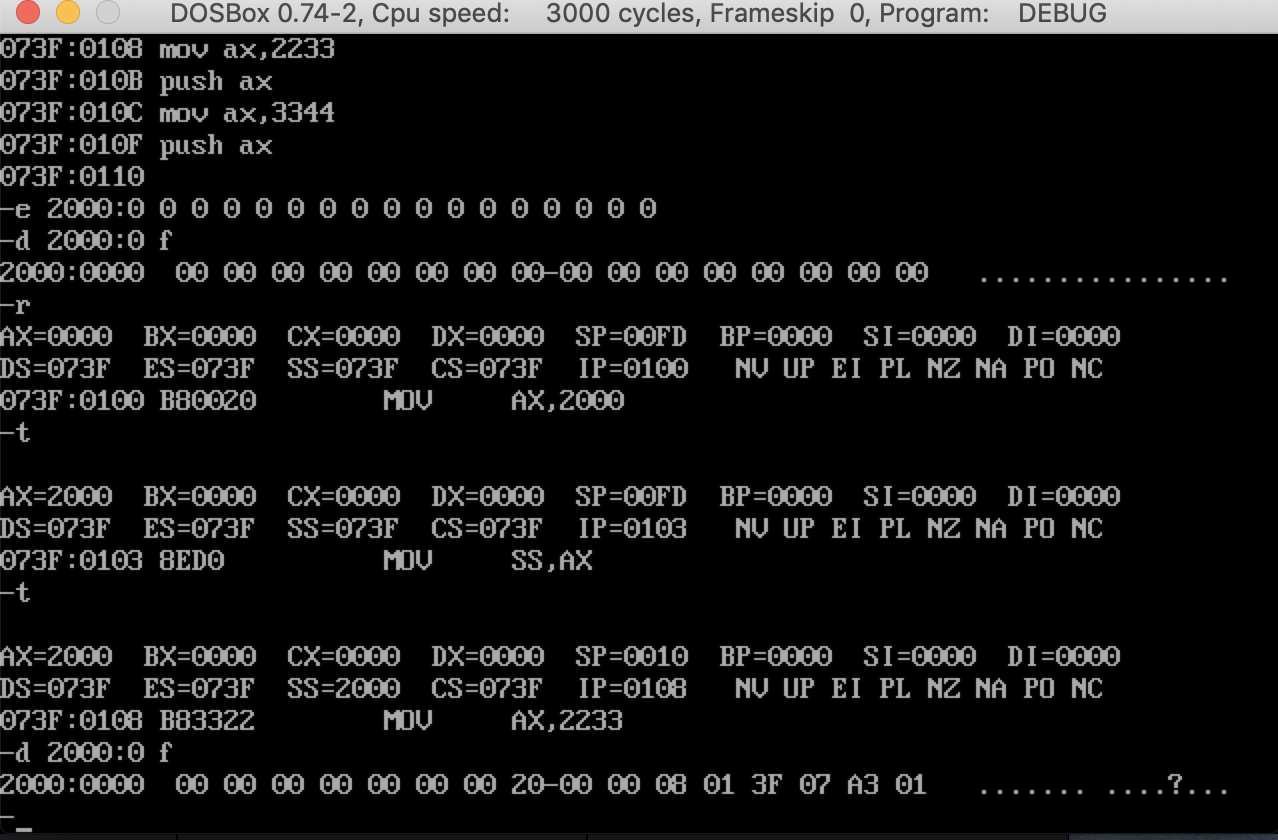 DOSBox 0.74-2, Cpu speed: 3000 cycles, Frameskip 0, Program: DEBUG
073F:0108 mov ax,2233
073F:010B push ax
073F:010C mov ax,3344
073F:010F push ax
073F:0110
-e 2000:0 0 0 0 0 0 0 0 0 0 0 0 0 0 0 0 0
-d 2000:0 f
2000:0000  00 00 00 00 00 00 00 00-00 00 00 00 00 00 00 00   ................
-r
AX=0000  BX=0000  CX=0000  DX=0000  SP=00FD  BP=0000  SI=0000  DI=0000
DS=073F  ES=073F  SS=073F  CS=073F  IP=0100   NV UP EI PL NZ NA PO NC
073F:0100 B80020        MOV     AX,2000
-t
AX=2000  BX=0000  CX=0000  DX=0000  SP=00FD  BP=0000  SI=0000  DI=0000
DS=073F  ES=073F  SS=073F  CS=073F  IP=0103   NV UP EI PL NZ NA PO NC
073F:0103 8ED0          MOV     SS,AX
-t
AX=2000  BX=0000  CX=0000  DX=0000  SP=0010  BP=0000  SI=0000  DI=0000
DS=073F  ES=073F  SS=2000  CS=073F  IP=0108   NV UP EI PL NZ NA PO NC
073F:0108 B83322        MOV     AX,2233
-d 2000:0 f
2000:0000  00 00 00 00 00 00 00 20-00 00 08 01 3F 07 A3 01   ....... ....?...
-_